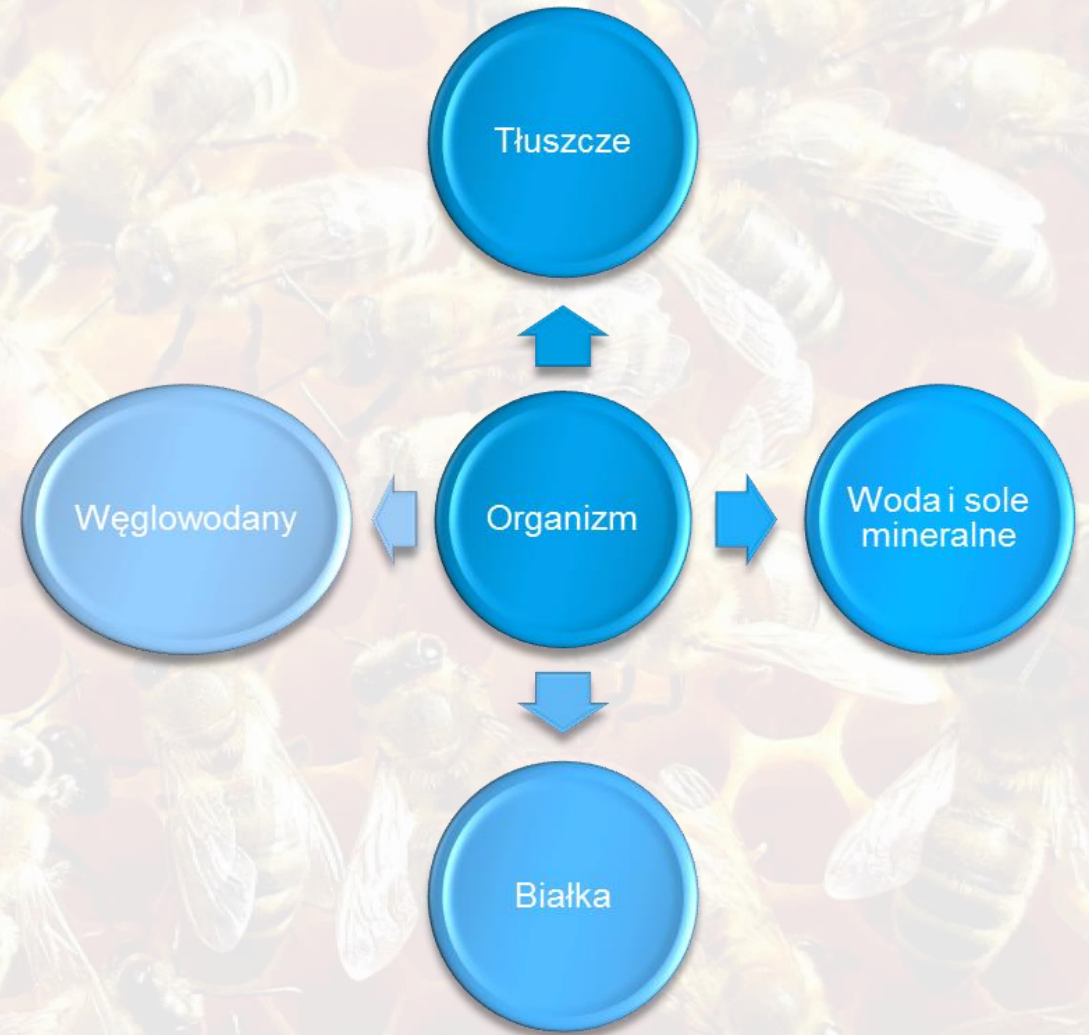 Tłuszcze
Węglowodany
Organizm
Woda i sole
mineralne
Białka